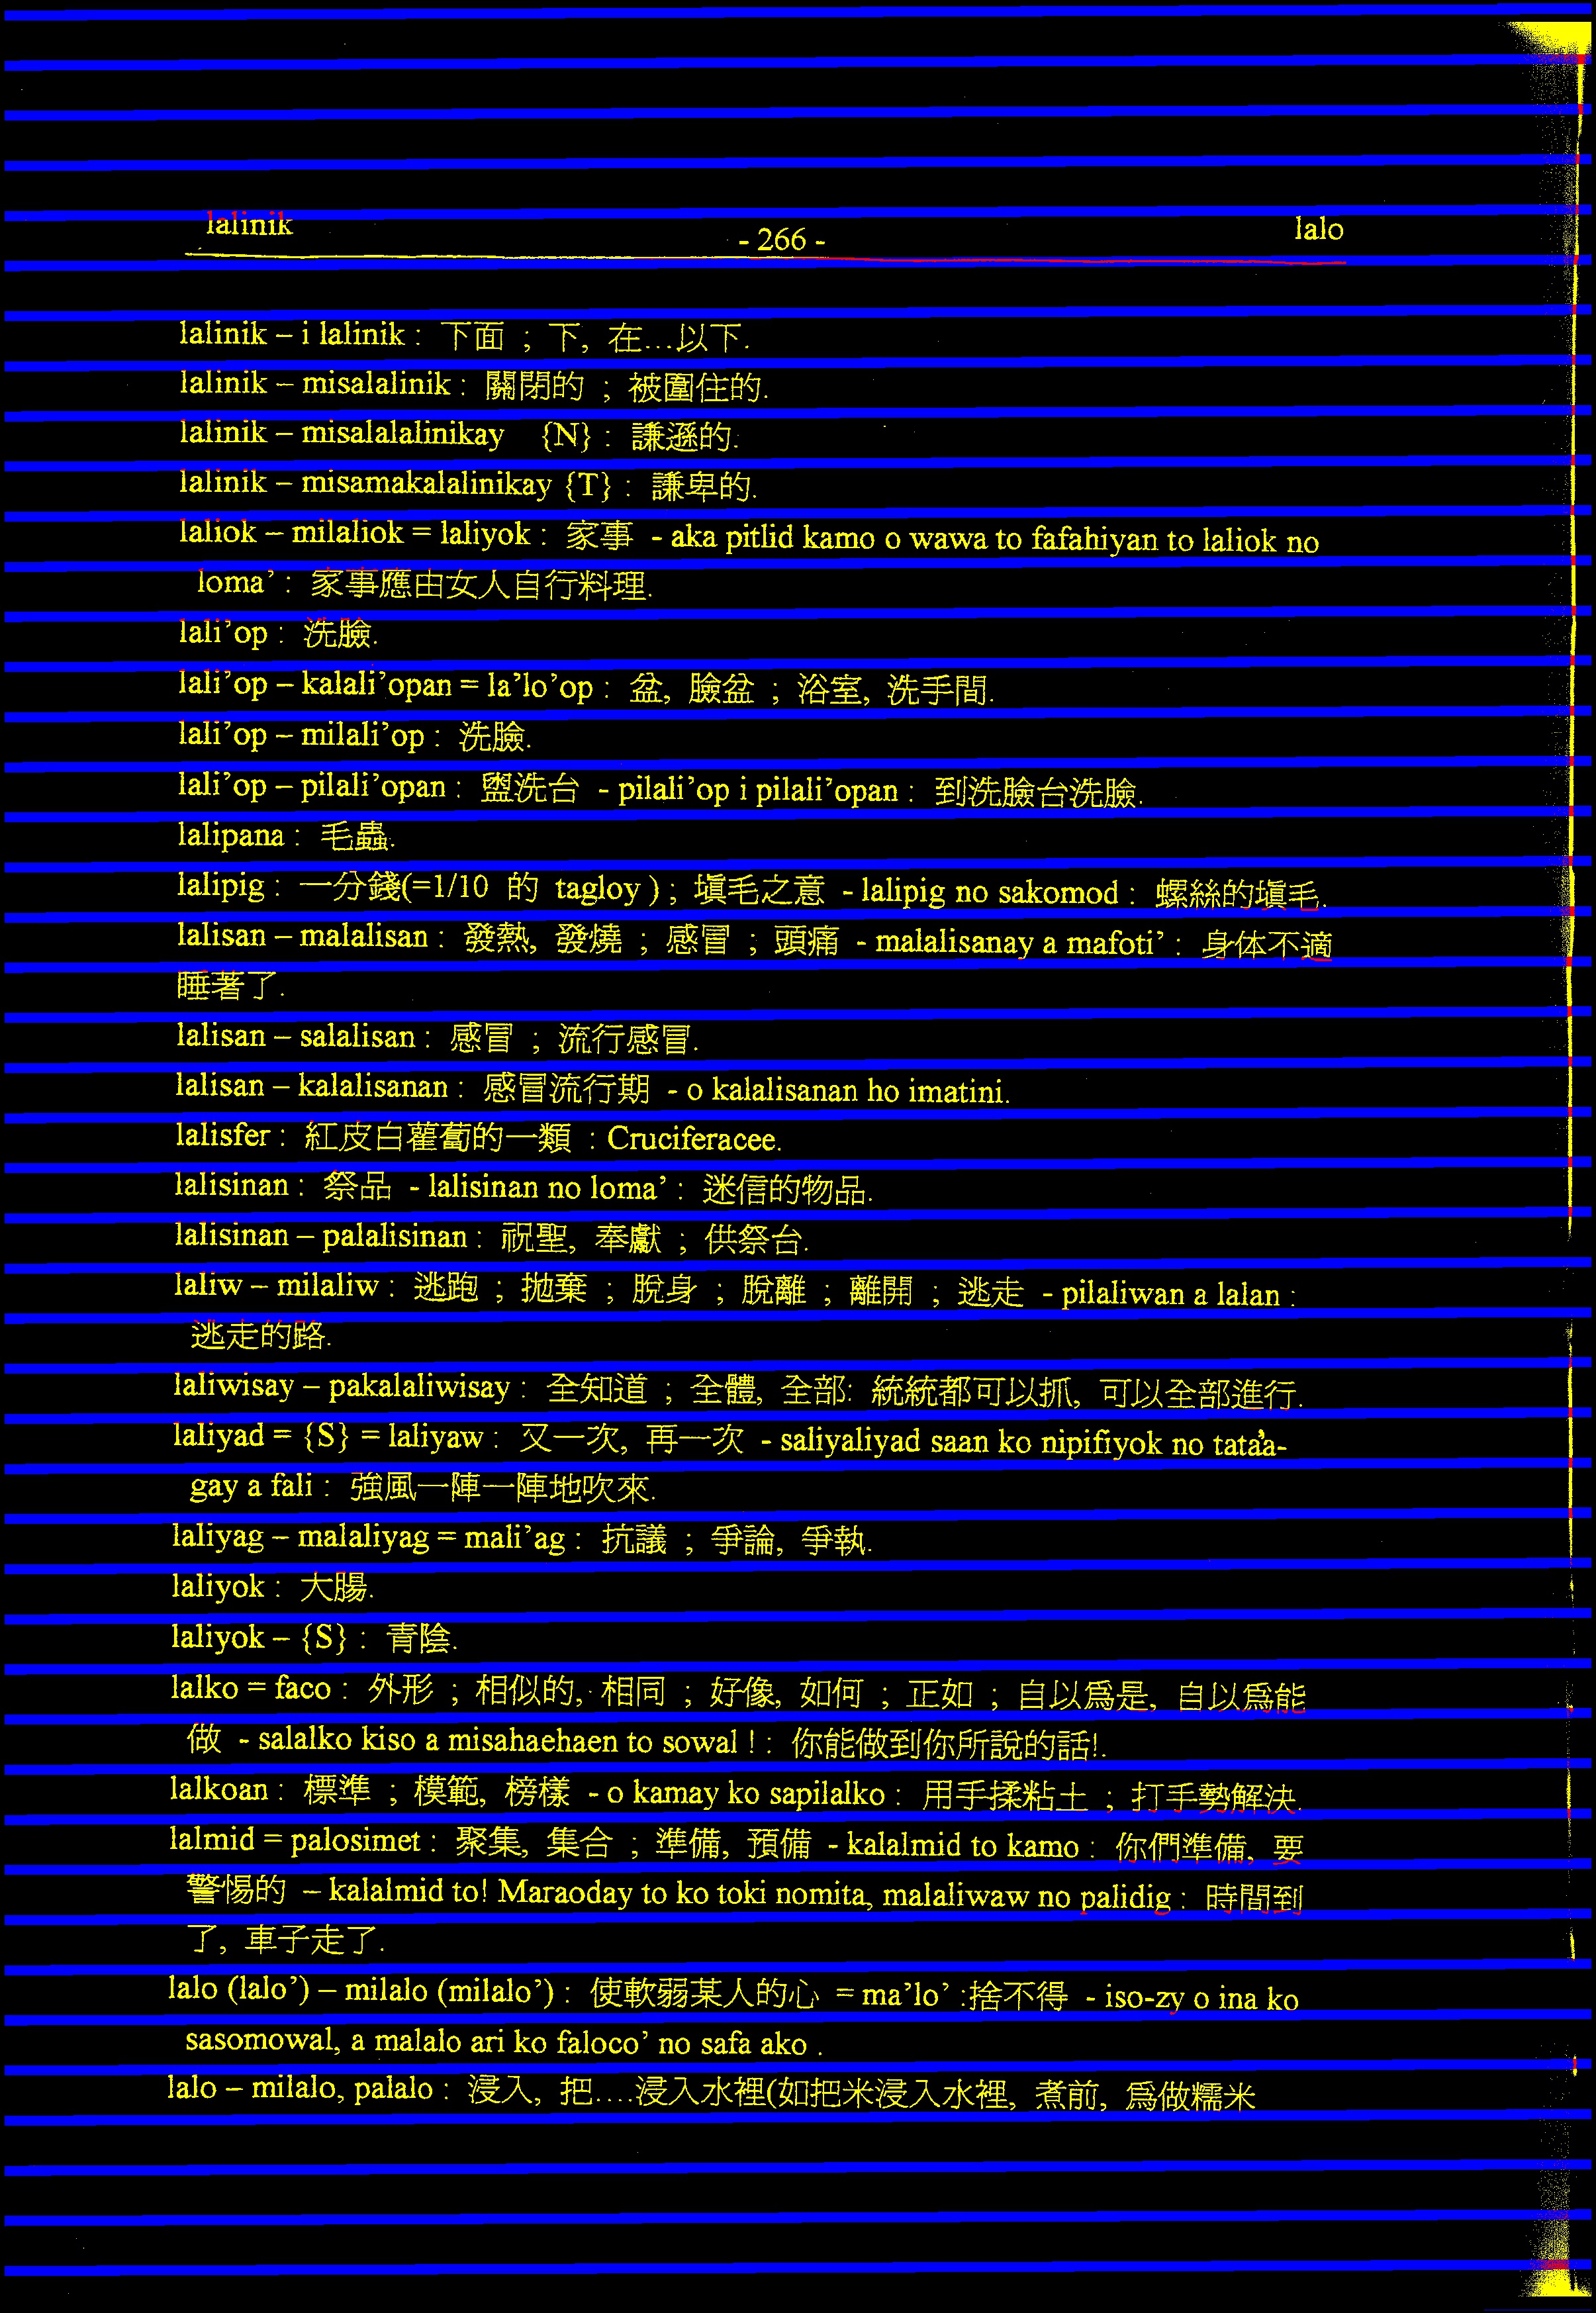 lalinik
- 266 -
lalo
lalinik – i lalinik : 下面 ; 下, 在…以下.
lalinik – misalalinik : 關閉的 ; 被圍住的.
lalinik – misalalalinikay {N} : 謙遜的.
lalinik – misamakalalinikay {T} : 謙卑的.
laliok – milaliok = laliyok : 家事 - aka pitlid kamo o wawa to fafahiyan to laliok no
loma’ : 家事應由女人自行料理.
lali’op : 洗臉.
lali’op – kalali’opan = la’lo’op : 盆, 臉盆 ; 浴室, 洗手間.
lali’op – milali’op : 洗臉.
lali’op – pilali’opan : 盥洗台 - pilali’op i pilali’opan : 到洗臉台洗臉.
lalipana : 毛蟲.
lalipig : 一分錢(=1/10 的 tagloy ) ; 填毛之意 - lalipig no sakomod : 螺絲的填毛.
lalisan – malalisan : 發熱, 發燒 ; 感冒 ; 頭痛 - malalisanay a mafoti’ : 身体不適
睡著了.
lalisan – salalisan : 感冒 ; 流行感冒.
lalisan – kalalisanan : 感冒流行期 - o kalalisanan ho imatini.
lalisfer : 紅皮白蘿蔔的一類 : Cruciferacee.
lalisinan : 祭品 - lalisinan no loma’ : 迷信的物品.
lalisinan – palalisinan : 祝聖, 奉獻 ; 供祭台.
laliw – milaliw : 逃跑 ; 拋棄 ; 脫身 ; 脫離 ; 離開 ; 逃走 - pilaliwan a lalan :
逃走的路.
laliwisay – pakalaliwisay : 全知道 ; 全體, 全部: 統統都可以抓, 可以全部進行.
laliyad = {S} = laliyaw : 又一次, 再一次 - saliyaliyad saan ko nipifiyok no tata’a-
gay a fali : 強風一陣一陣地吹來.
laliyag – malaliyag = mali’ag : 抗議 ; 爭論, 爭執.
laliyok : 大腸.
laliyok – {S} : 青陰.
lalko = faco : 外形 ; 相似的, 相同 ; 好像, 如何 ; 正如 ; 自以為是, 自以為能
做 - salalko kiso a misahaehaen to sowal ! : 你能做到你所說的話!.
lalkoan : 標準 ; 模範, 榜樣 - o kamay ko sapilalko : 用手揉粘土 ; 打手勢解決.
lalmid = palosimet : 聚集, 集合 ; 準備, 預備 - kalalmid to kamo : 你們準備, 要
警惕的 – kalalmid to! Maraoday to ko toki nomita, malaliwaw no palidig : 時間到
了, 車子走了.
lalo (lalo’) – milalo (milalo’) : 使軟弱某人的心 = ma’lo’ :捨不得 - iso-zy o ina ko
sasomowal, a malalo ari ko faloco’ no safa ako .
lalo – milalo, palalo : 浸入, 把....浸入水裡(如把米浸入水裡, 煮前, 為做糯米